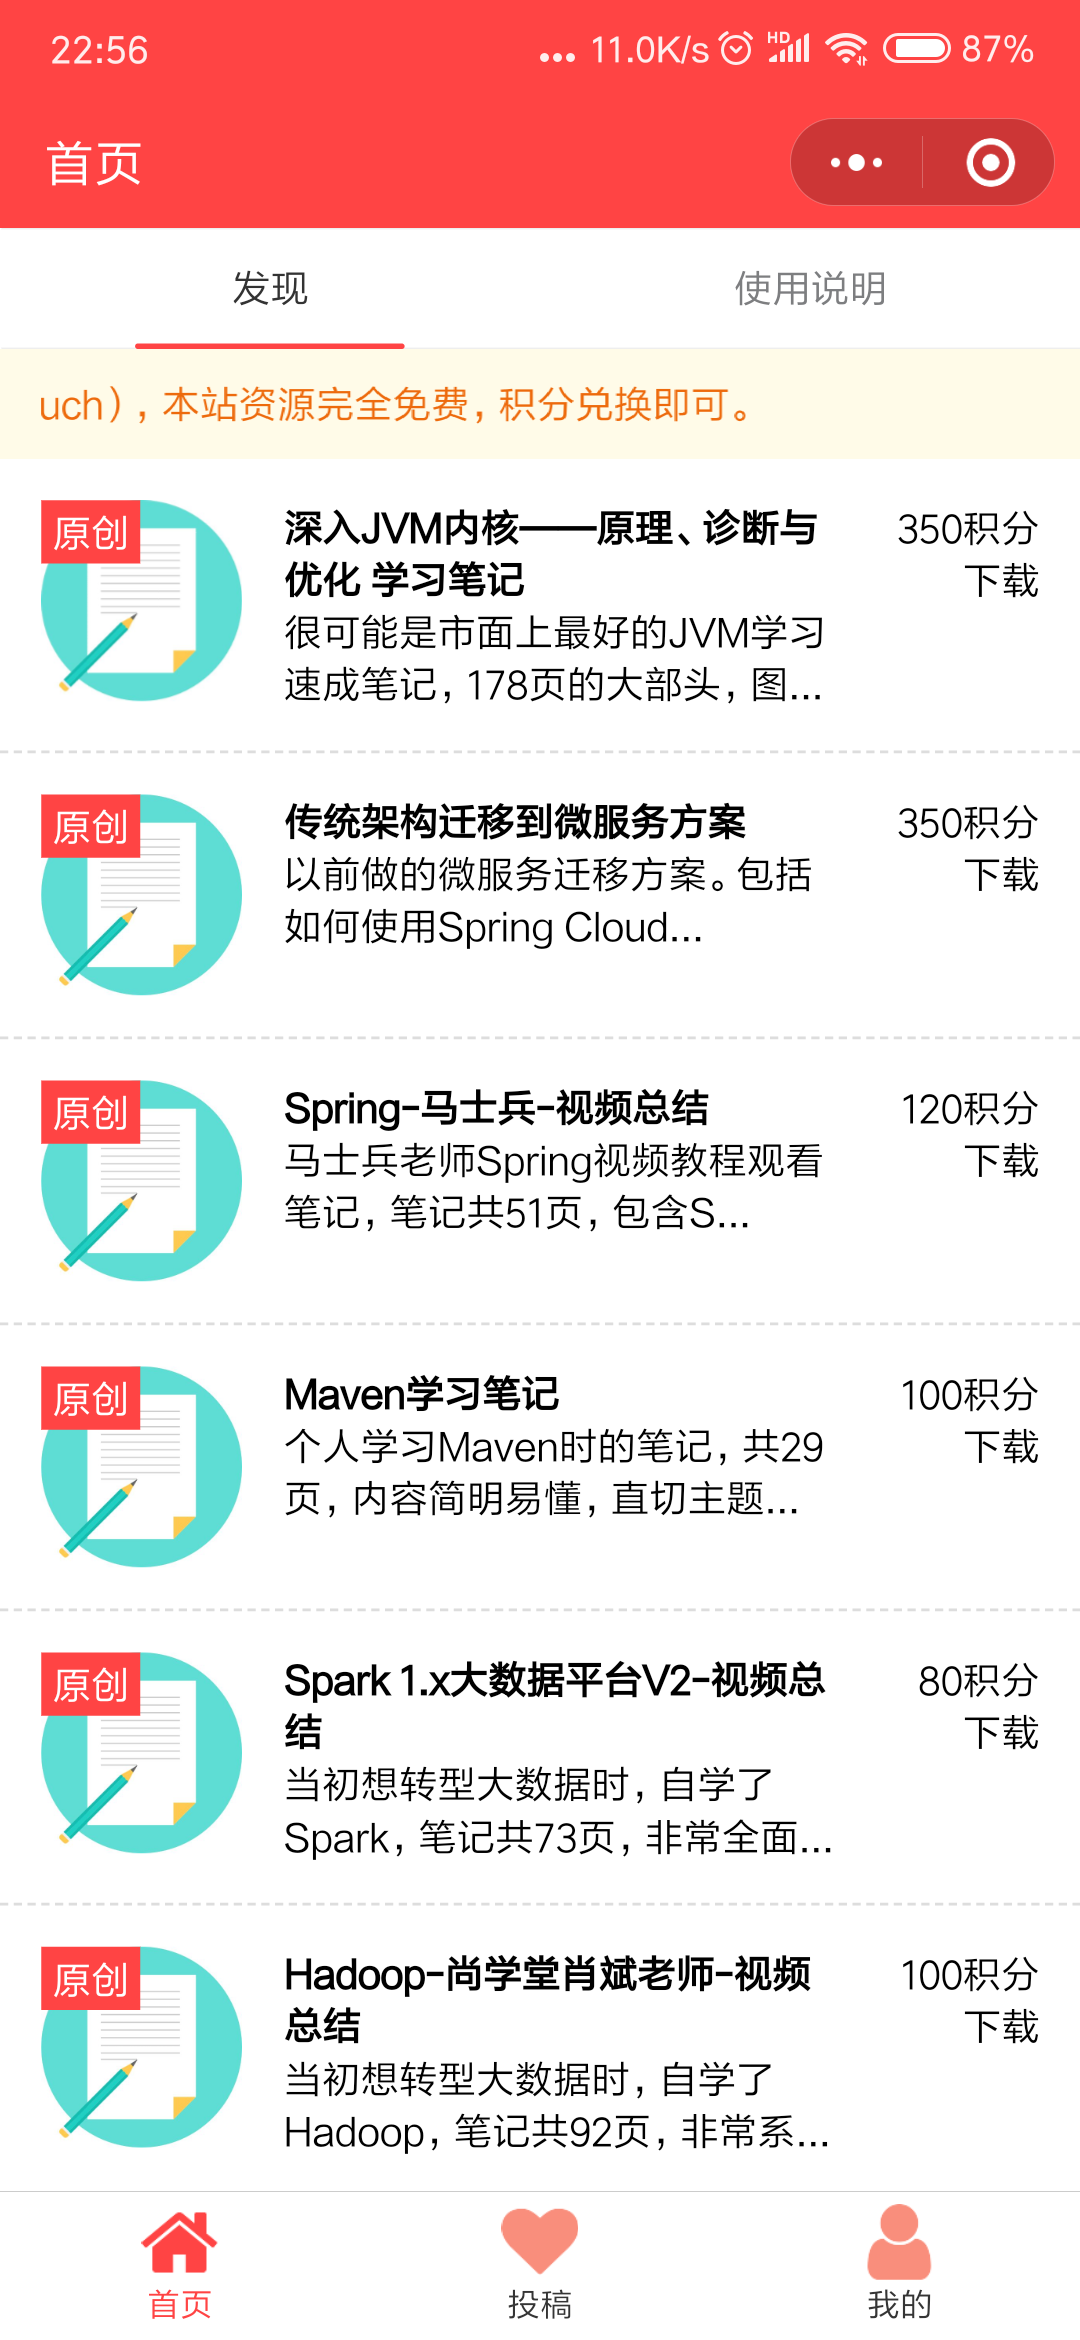 22:56
11.0K/s HD 87%
首页
发现
使用说明
uch），本站资源完全免费，积分兑换即可。
原创
深入JVM内核——原理、诊断与
优化 学习笔记
很可能是市面上最好的JVM学习
速成笔记，178页的大部头，图...
350积分
下载
原创
传统架构迁移到微服务方案
以前做的微服务迁移方案。包括
如何使用Spring Cloud...
350积分
下载
原创
Spring-马士兵-视频总结
马士兵老师Spring视频教程观看
笔记，笔记共51页，包含S...
120积分
下载
原创
Maven学习笔记
个人学习Maven时的笔记，共29
页，内容简明易懂，直切主题...
100积分
下载
原创
Spark 1.x大数据平台V2-视频总
结
当初想转型大数据时，自学了
Spark，笔记共73页，非常全面...
80积分
下载
原创
Hadoop-尚学堂肖斌老师-视频
总结
当初想转型大数据时，自学了
Hadoop，笔记共92页，非常系...
100积分
下载
首页
投稿
我的